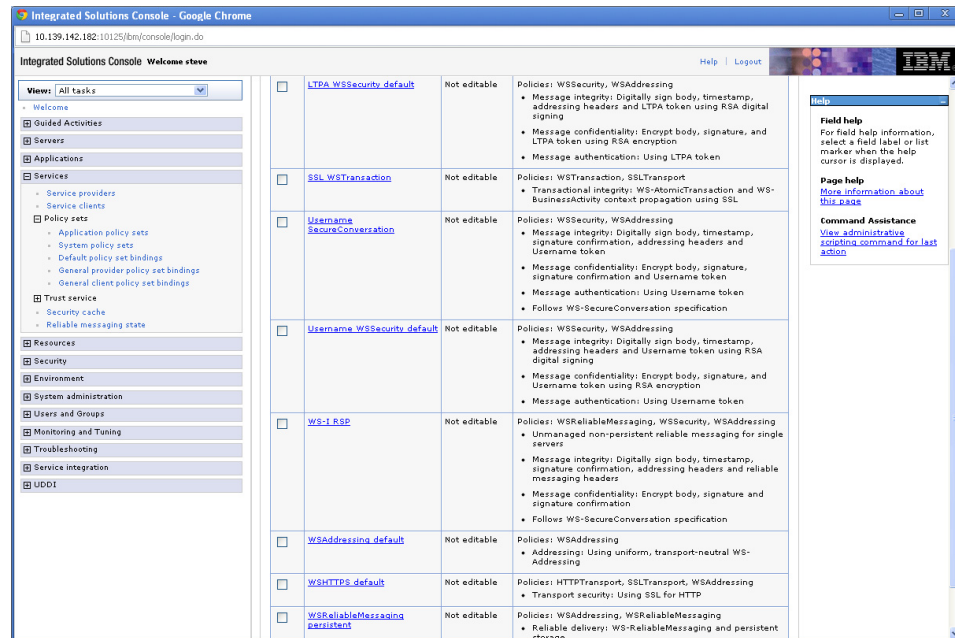 Integrated Solutions Console - Google Chrome
10.139.142.182:10125/ibm/console/login.do
Integrated Solutions Console Welcome steve
Help | Logout
IBM.
View: All tasks
Welcome
Guided Activities
Servers
Applications
Services
Service providers
Service clients
Policy sets
Application policy sets
System policy sets
Default policy set bindings
General provider policy set bindings
General client policy set bindings
Trust service
Security cache
Reliable messaging state
Resources
Security
Environment
System administration
Users and Groups
Monitoring and Tuning
Troubleshooting
Service integration
UDDI
LTPA WSSecurity default
Not editable
Policies: WSSecurity, WSAddressing
• Message integrity: Digitally sign body, timestamp,
addressing headers and LTPA token using RSA digital
signing
• Message confidentiality: Encrypt body, signature, and
LTPA token using RSA encryption
• Message authentication: Using LTPA token
SSL WSTransaction
Not editable
Policies: WSTransaction, SSLTransport
• Transactional integrity: WS-AtomicTransaction and WS-
BusinessActivity context propagation using SSL
Username
SecureConversation
Not editable
Policies: WSSecurity, WSAddressing
• Message integrity: Digitally sign body, timestamp,
signature confirmation, addressing headers and
Username token
• Message confidentiality: Encrypt body, signature,
signature confirmation and Username token
• Message authentication: Using Username token
• Follows WS-SecureConversation specification
Username WSSecurity default
Not editable
Policies: WSSecurity, WSAddressing
• Message integrity: Digitally sign body, timestamp,
addressing headers and Username token using RSA
digital signing
• Message confidentiality: Encrypt body, signature, and
Username token using RSA encryption
• Message authentication: Using Username token
WS-I RSP
Not editable
Policies: WSReliableMessaging, WSSecurity, WSAddressing
• Unmanaged non-persistent reliable messaging for single
servers
• Message integrity: Digitally sign body, timestamp,
signature confirmation, addressing headers and reliable
messaging headers
• Message confidentiality: Encrypt body, signature and
signature confirmation
• Follows WS-SecureConversation specification
WSAddressing default
Not editable
Policies: WSAddressing
• Addressing: Using uniform, transport-neutral WS-
Addressing
WSHTTPS default
Not editable
Policies: HTTPTransport, SSLTransport, WSAddressing
• Transport security: Using SSL for HTTP
WSReliableMessaging
persistent
Not editable
Policies: WSAddressing, WSReliableMessaging
• Reliable delivery: WS-ReliableMessaging and persistent
storage
Help
Field help
For field help information,
select a field label or list
marker when the help
cursor is displayed.
Page help
More information about
this page
Command Assistance
View administrative
scripting command for last
action